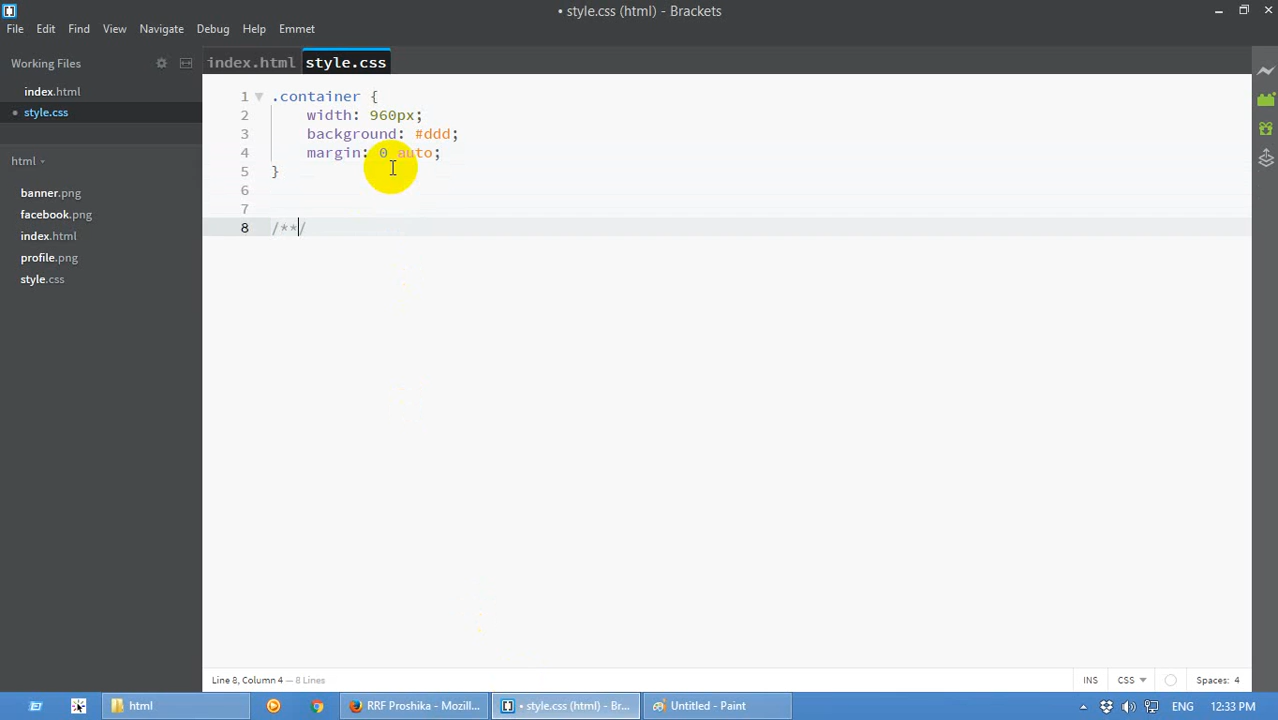 • style.css (html) - Brackets
File Edit Find View Navigate Debug Help Emmet
Working Files
index.html
style.css
html
banner.png
facebook.png
index.html
profile.png
style.css
index.html style.css
1 .container {
2 width: 960px;
3 background: #ddd;
4 margin: 0 auto;
5 }
6
7
8 /**/
Line 8, Column 4 — 8 Lines
INS CSS Spaces: 4
html
RRF Proshika - Mozill...
• style.css (html) - Br...
Untitled - Paint
ENG 12:33 PM